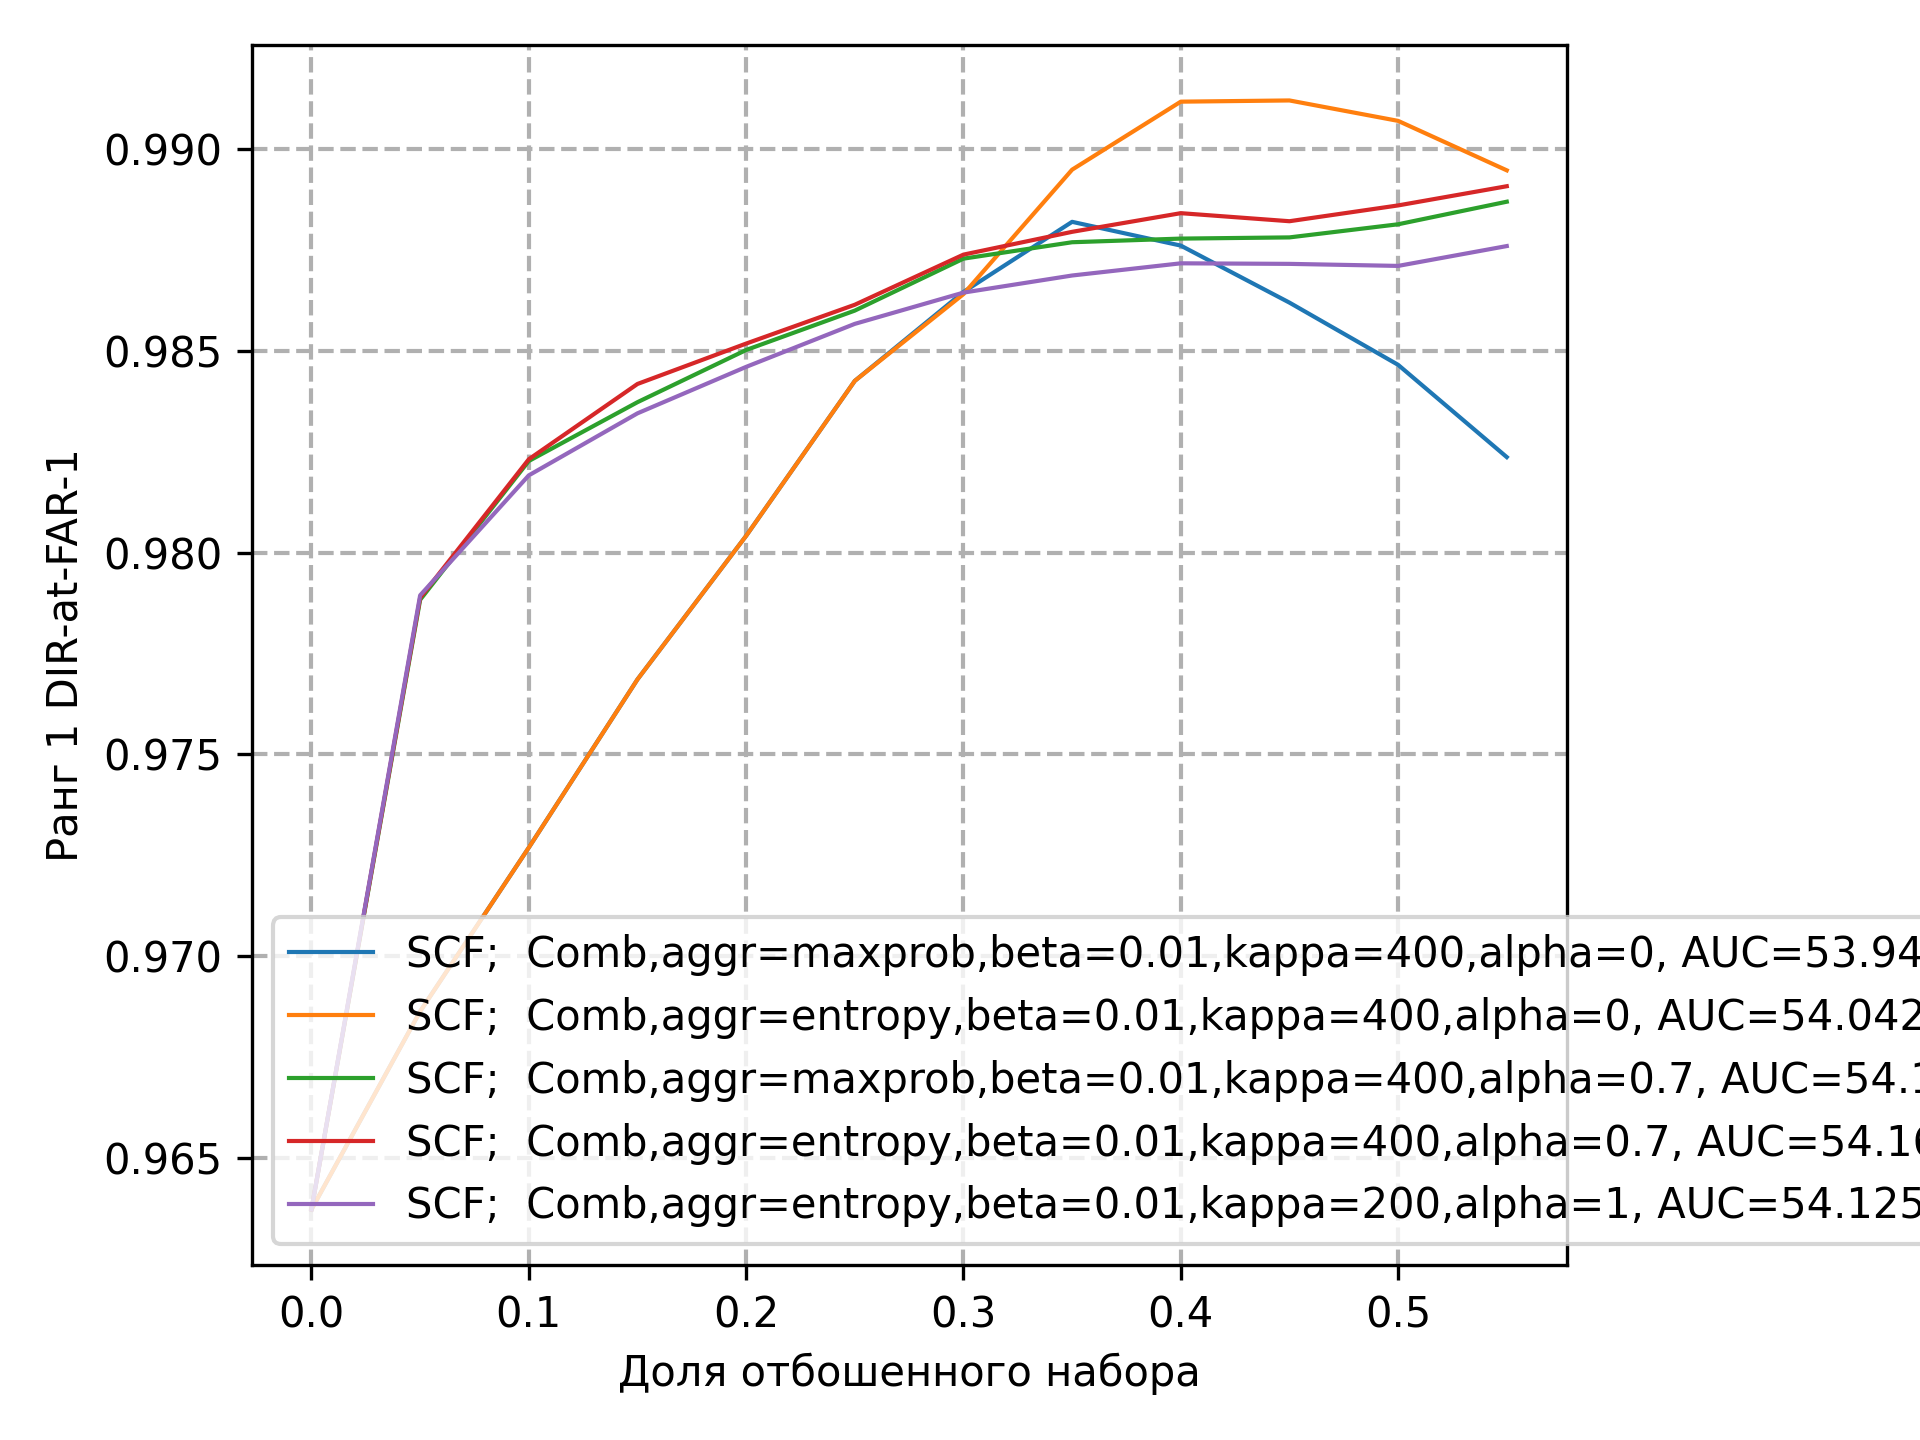 0.990
0.985
0.980
0.975
0.970
0.965
Ранг 1 DIR-at-FAR-1
SCF; Comb,aggr=maxprob,beta=0.01,kappa=400,alpha=0, AUC=53.94
SCF; Comb,aggr=entropy,beta=0.01,kappa=400,alpha=0, AUC=54.042
SCF; Comb,aggr=maxprob,beta=0.01,kappa=400,alpha=0.7, AUC=54.1
SCF; Comb,aggr=entropy,beta=0.01,kappa=400,alpha=0.7, AUC=54.16
SCF; Comb,aggr=entropy,beta=0.01,kappa=200,alpha=1, AUC=54.125
0.0 0.1 0.2 0.3 0.4 0.5
Доля отбошенного набора